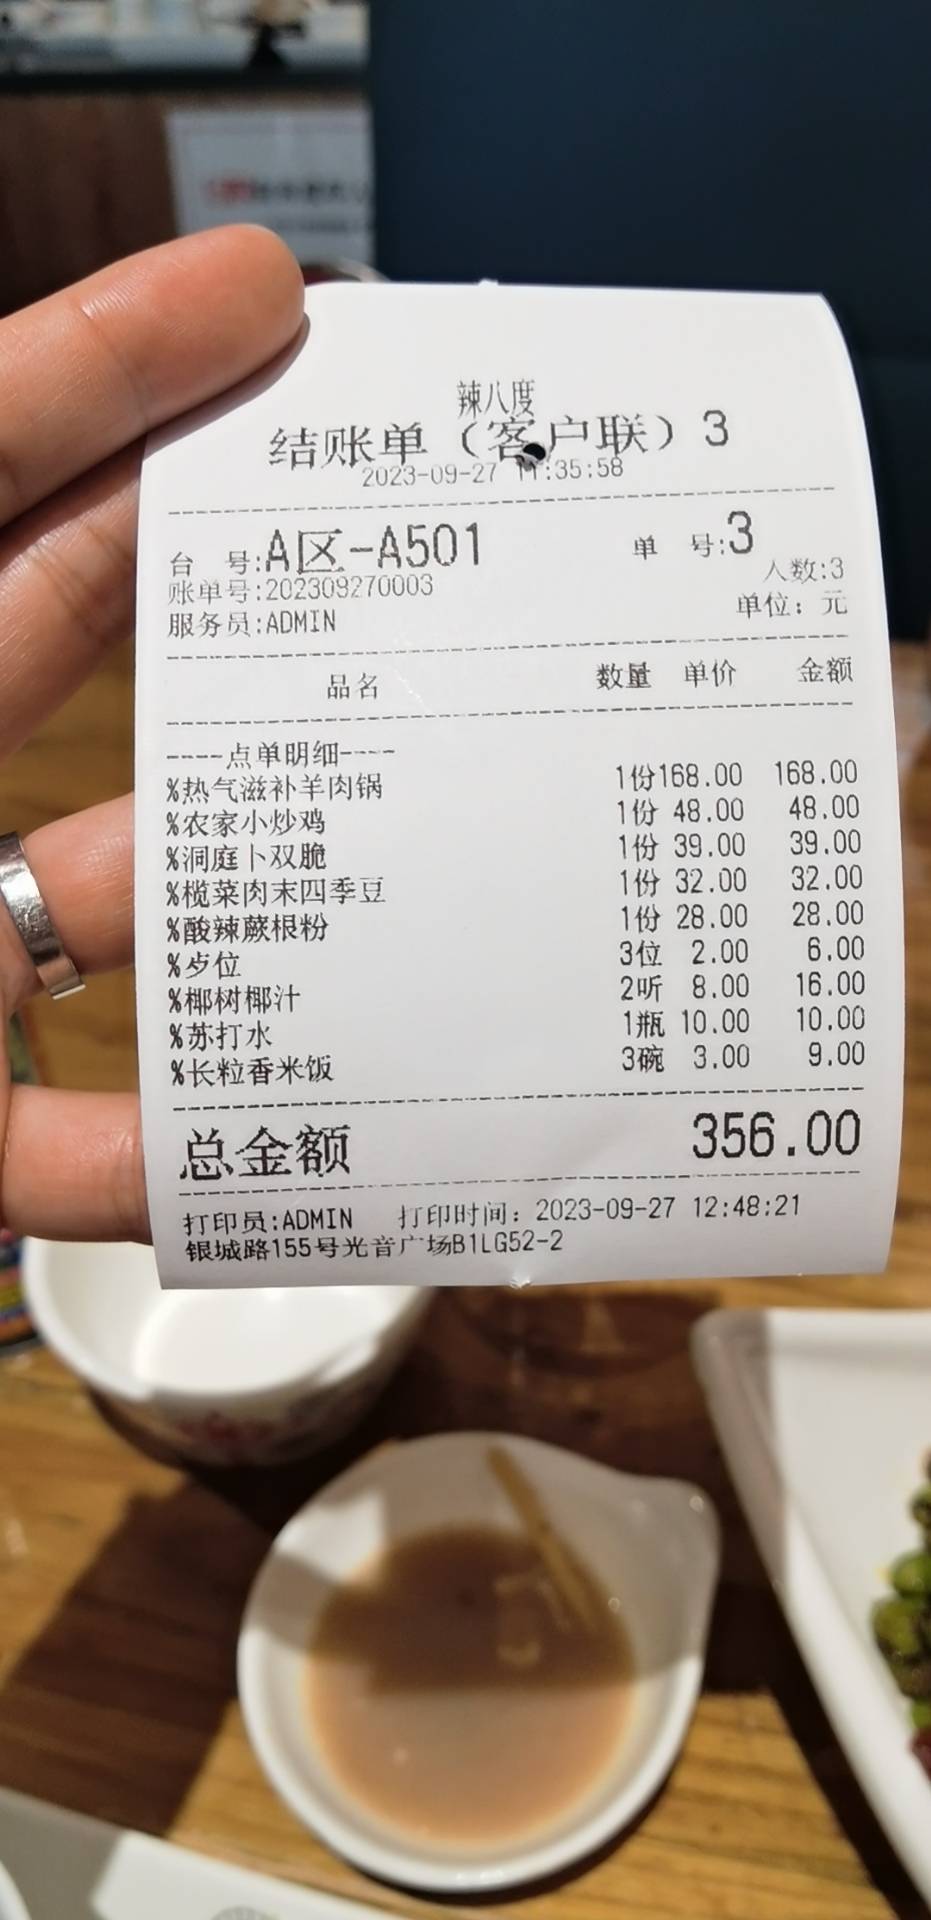 辣八度
结账单（客户联）3
2023-09-27 11:35:58
台 号:A区-A501 单 号:3
账单号:202309270003 人数:3
服务员:ADMIN 单位：元
品名 数量 单价 金额
----点单明细----
%热气滋补羊肉锅 1份168.00 168.00
%农家小炒鸡 1份 48.00 48.00
%洞庭卜双脆 1份 39.00 39.00
%榄菜肉末四季豆 1份 32.00 32.00
%酸辣蕨根粉 1份 28.00 28.00
%歺位 3位 2.00 6.00
%椰树椰汁 2听 8.00 16.00
%苏打水 1瓶 10.00 10.00
%长粒香米饭 3碗 3.00 9.00
总金额 356.00
打印员:ADMIN 打印时间：2023-09-27 12:48:21
银城路155号光音广场B1LG52-2